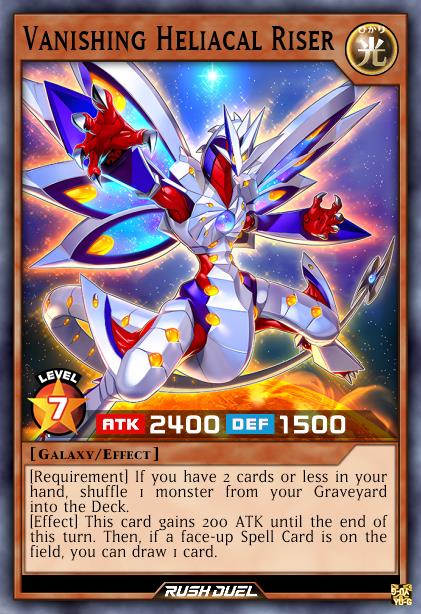 Vanishing Heliacal Riser
ひかり
光
LEVEL
7
ATK 2400 DEF 1500
[Galaxy/Effect]
[Requirement] If you have 2 cards or less in your
hand, shuffle 1 monster from your Graveyard
into the Deck.
[Effect] This card gains 200 ATK until the end of
this turn. Then, if a face-up Spell Card is on the
field, you can draw 1 card.
RUSH DUEL